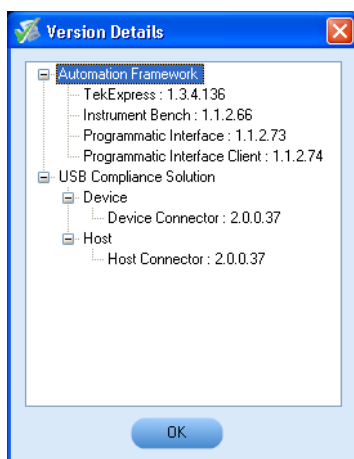 Version Details
Automation Framework
TekExpress : 1.3.4.136
Instrument Bench : 1.1.2.66
Programmatic Interface : 1.1.2.73
Programmatic Interface Client : 1.1.2.74
USB Compliance Solution
Device
Device Connector : 2.0.0.37
Host
Host Connector : 2.0.0.37
OK